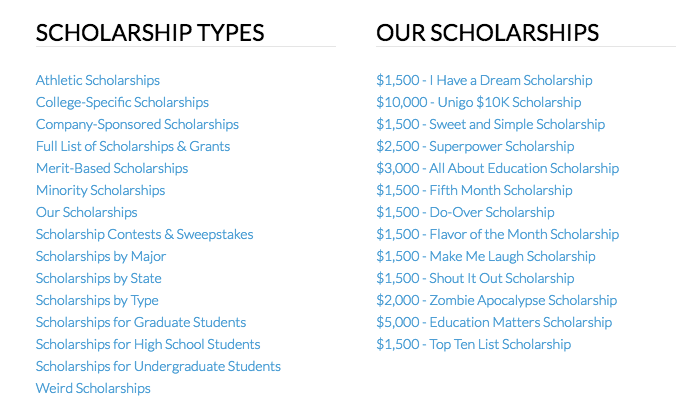 SCHOLARSHIP TYPES
Athletic Scholarships
College-Specific Scholarships
Company-Sponsored Scholarships
Full List of Scholarships & Grants
Merit-Based Scholarships
Minority Scholarships
Our Scholarships
Scholarship Contests & Sweepstakes
Scholarships by Major
Scholarships by State
Scholarships by Type
Scholarships for Graduate Students
Scholarships for High School Students
Scholarships for Undergraduate Students
Weird Scholarships
OUR SCHOLARSHIPS
$1,500 - I Have a Dream Scholarship
$10,000 - Unigo $10K Scholarship
$1,500 - Sweet and Simple Scholarship
$2,500 - Superpower Scholarship
$3,000 - All About Education Scholarship
$1,500 - Fifth Month Scholarship
$1,500 - Do-Over Scholarship
$1,500 - Flavor of the Month Scholarship
$1,500 - Make Me Laugh Scholarship
$1,500 - Shout It Out Scholarship
$2,000 - Zombie Apocalypse Scholarship
$5,000 - Education Matters Scholarship
$1,500 - Top Ten List Scholarship